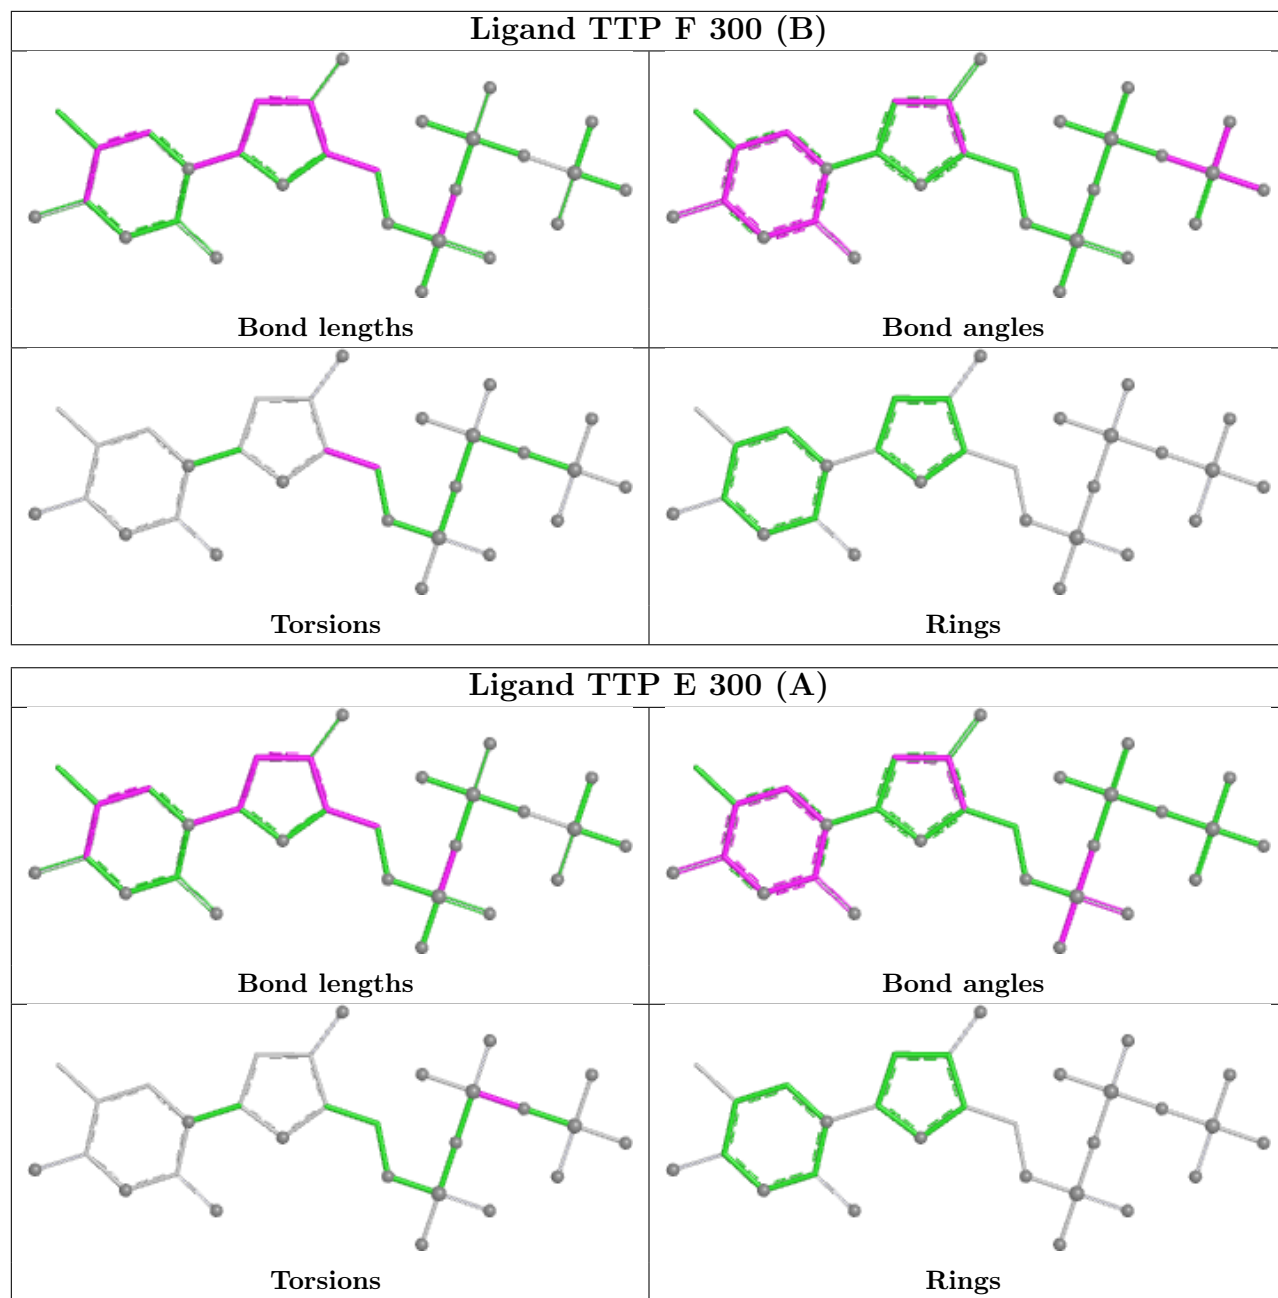 Ligand TTP F 300 (B)
Bond lengths
Bond angles
Torsions
Rings
Ligand TTP E 300 (A)
Bond lengths
Bond angles
Torsions
Rings